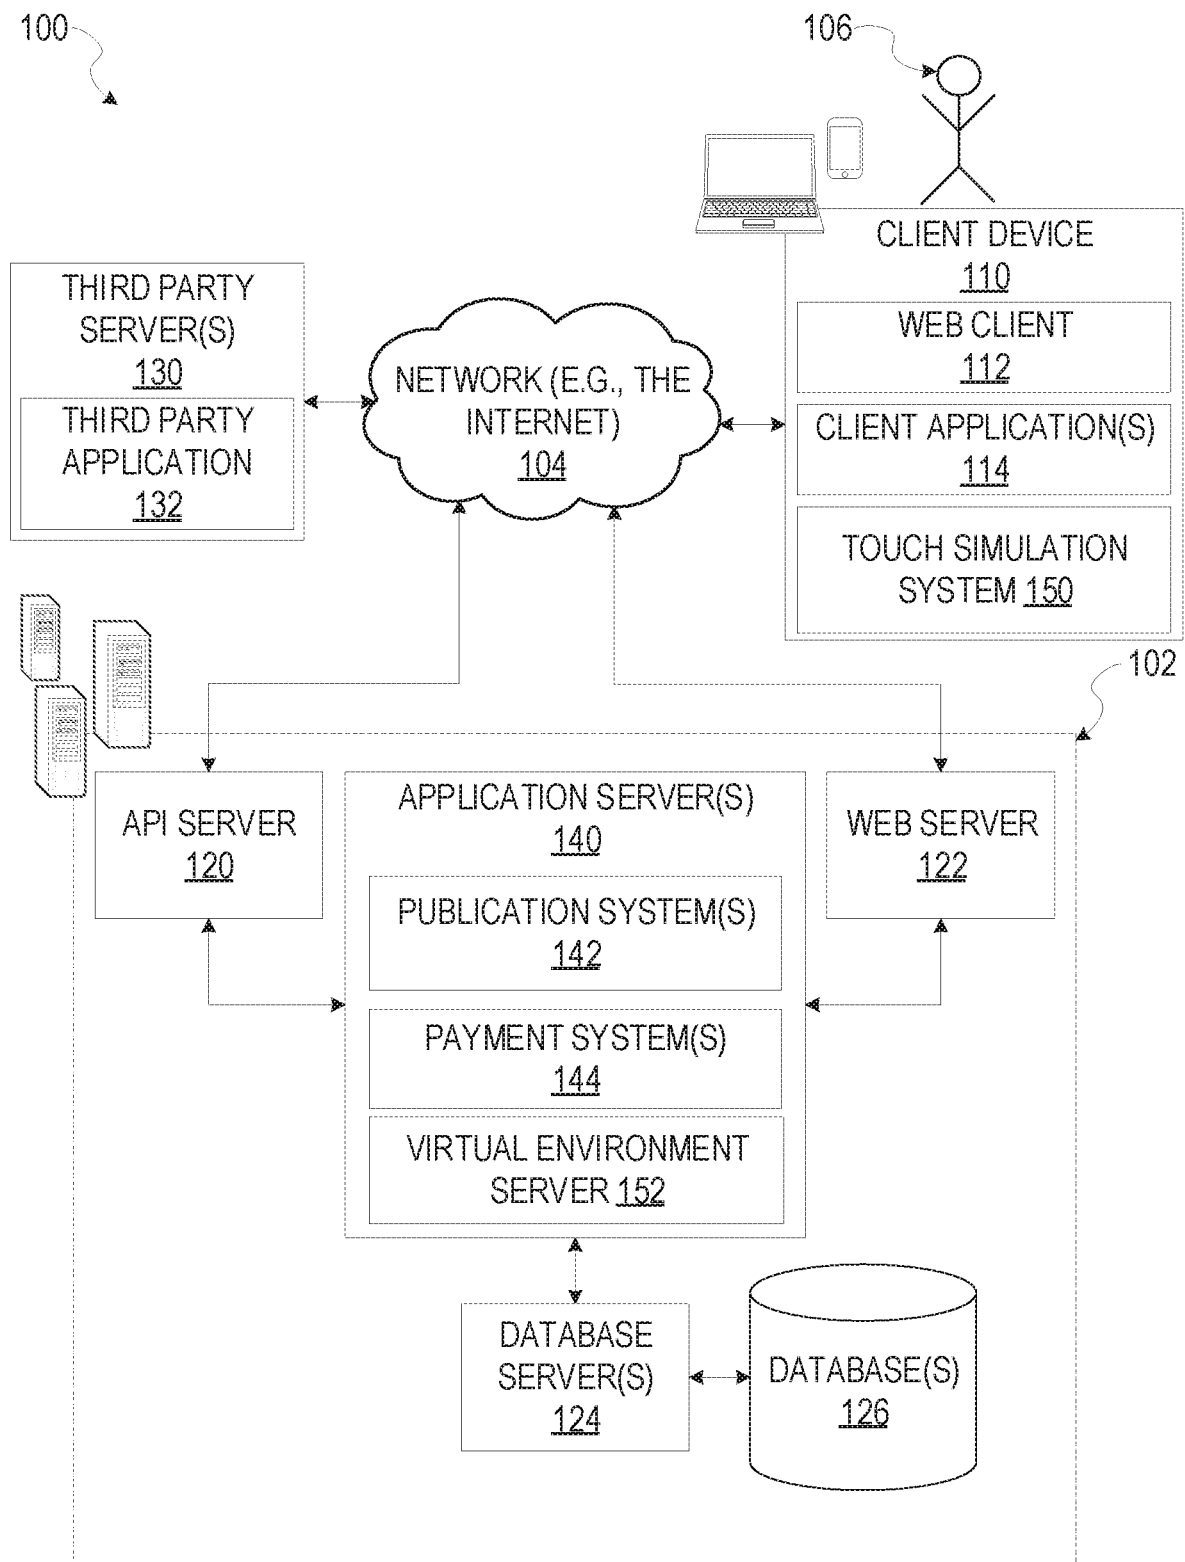 100
106
CLIENT DEVICE
110
WEB CLIENT
112
CLIENT APPLICATION(S)
114
TOUCH SIMULATION
SYSTEM 150
THIRD PARTY
SERVER(S)
130
THIRD PARTY
APPLICATION
132
NETWORK (E.G., THE
INTERNET)
104
102
API SERVER
120
APPLICATION SERVER(S)
140
PUBLICATION SYSTEM(S)
142
PAYMENT SYSTEM(S)
144
VIRTUAL ENVIRONMENT
SERVER 152
WEB SERVER
122
DATABASE
SERVER(S)
124
DATABASE(S)
126